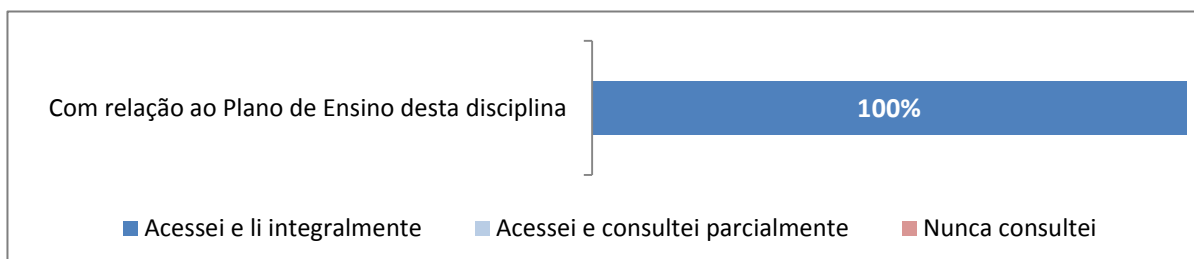 Com relação ao Plano de Ensino desta disciplina
100%
Acessei e li integralmente
Acessei e consultei parcialmente
Nunca consultei